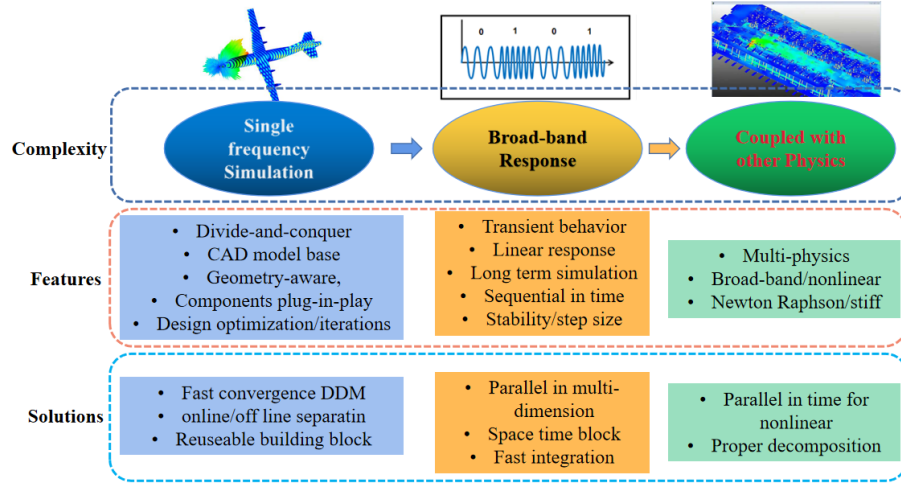 0 1 0 1
Complexity
Single
frequency
Simulation
Broad-band
Response
Coupled with
other Physics
Features
• Divide-and-conquer
• CAD model base
• Geometry-aware,
• Components plug-in-play
• Design optimization/iterations
• Transient behavior
• Linear response
• Long term simulation
• Sequential in time
• Stability/step size
• Multi-physics
• Broad-band/nonlinear
• Newton Raphson/stiff
Solutions
• Fast convergence DDM
• online/off line separatin
• Reuseable building block
• Parallel in multi-
dimension
• Space time block
• Fast integration
• Parallel in time for
nonlinear
• Proper decomposition